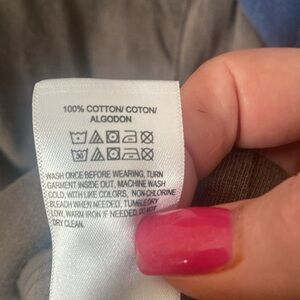 100% COTTON/ COTON/
ALGODON
30
WASH ONCE BEFORE WEARING, TURN
GARMENT INSIDE OUT, MACHINE WASH
COLD, WITH LIKE COLORS, NON-CHLORINE
BLEACH WHEN NEEDED, TUMBLE DRY
LOW, WARM IRON IF NEEDED, DO NOT
DRY CLEAN.